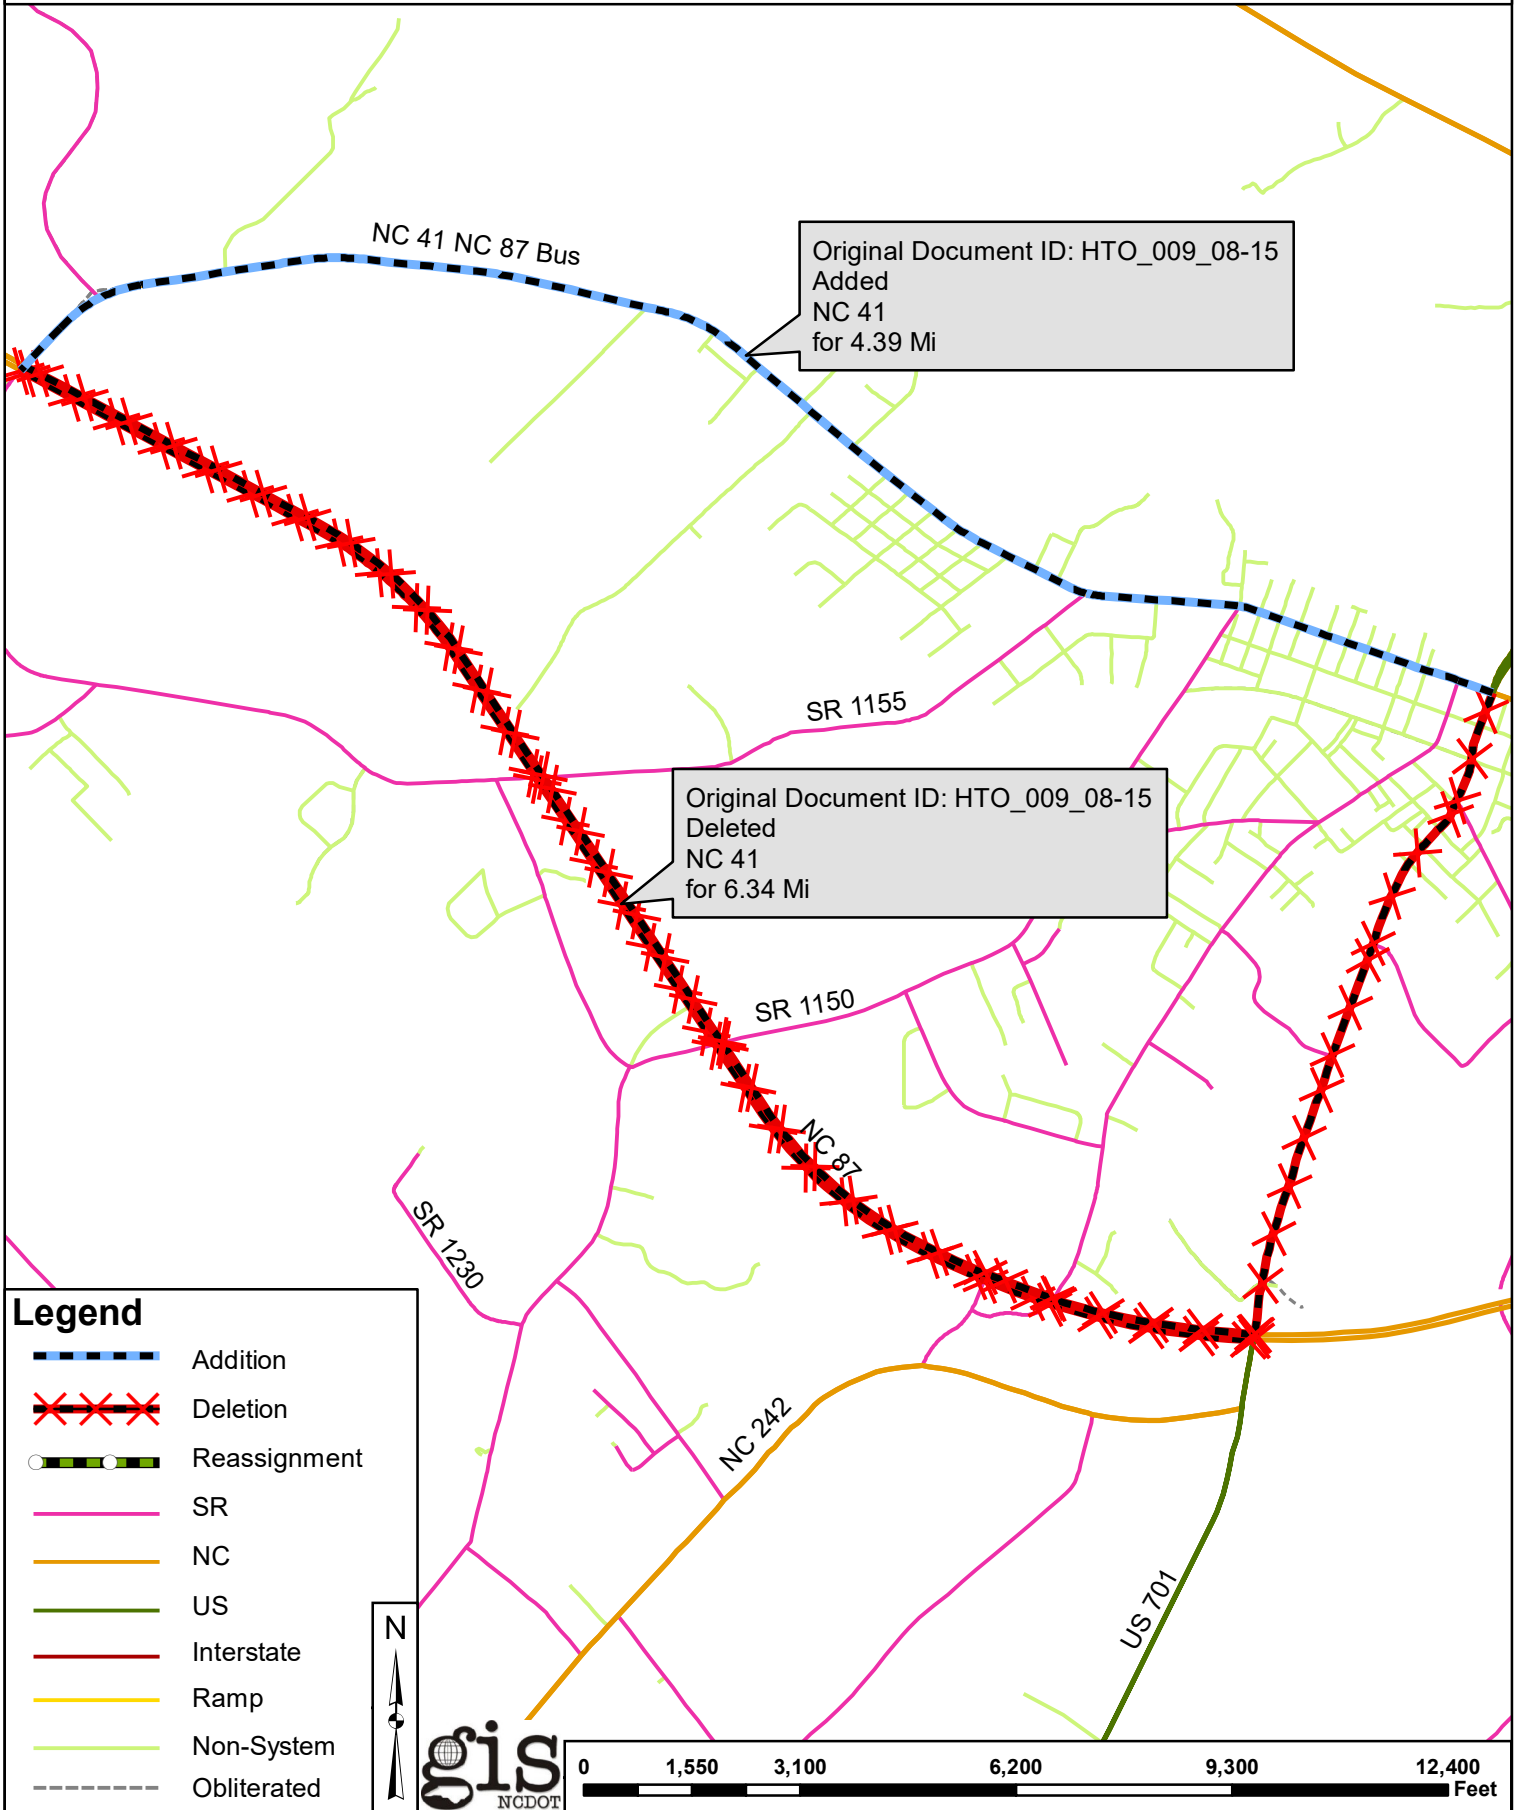 NC 41 NC 87 Bus
Original Document ID: HTO_009_08-15
Added
NC 41
for 4.39 Mi
SR 1155
Original Document ID: HTO_009_08-15
Deleted
NC 41
for 6.34 Mi
SR 1150
NC 87
SR 1230
NC 242
US 701
Legend
Addition
Deletion
Reassignment
SR
NC
US
Interstate
Ramp
Non-System
Obliterated
N
gis
NCDOT
0 1,550 3,100 6,200 9,300 12,400
Feet